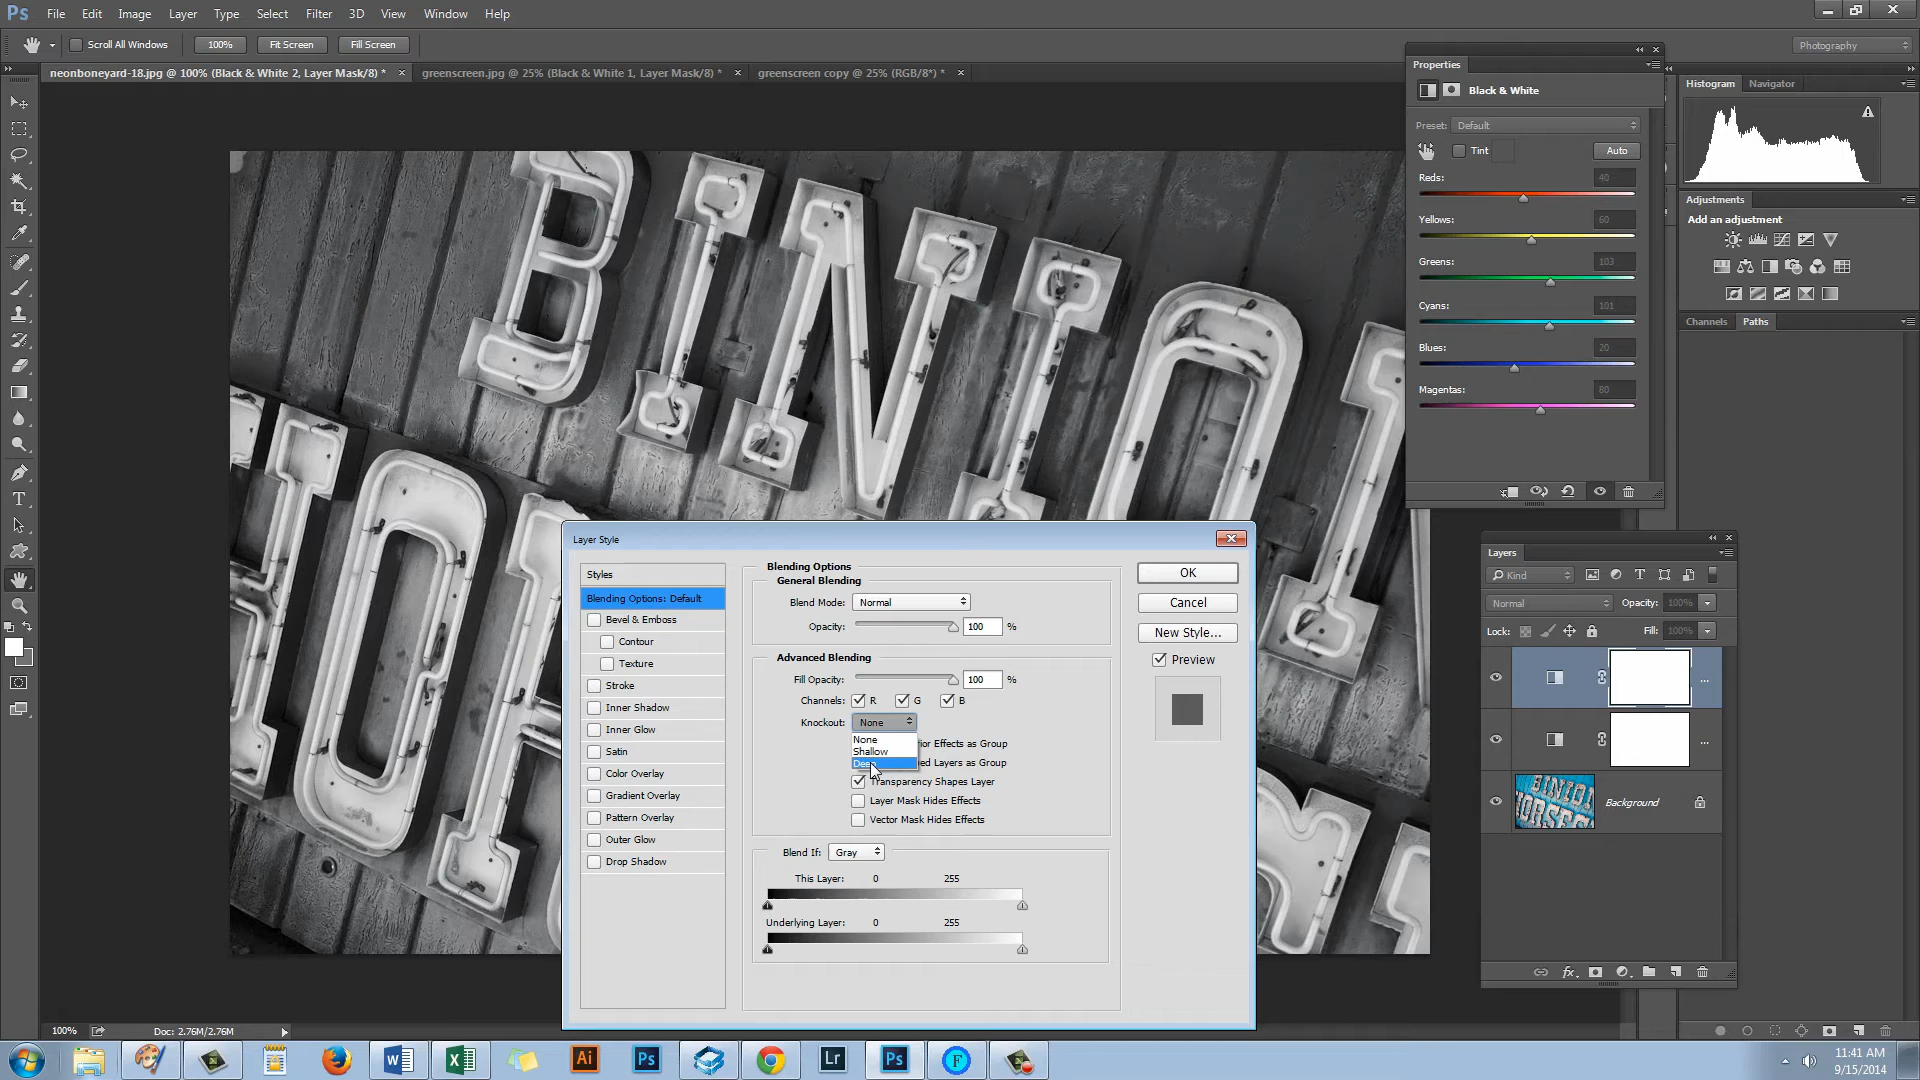 Ps File Edit Image Layer Type Select Filter 3D View Window Help
Scroll All Windows 100% Fit Screen Fill Screen Photography
neonboneyard-18.jpg @ 100% (Black & White 2, Layer Mask/8) * × greenscreen.jpg @ 25% (Black & White 1, Layer Mask/8) * × greenscreen copy @ 25% (RGB/8*) * ×
Properties
Black & White
Preset: Default
Tint Auto
Reds: 40
Yellows: 60
Greens: 103
Cyans: 101
Blues: 20
Magentas: 80
Histogram Navigator
Adjustments
Add an adjustment
Channels Paths
BINIO
Layer Style
Styles
Blending Options: Default
Bevel & Emboss
Contour
Texture
Stroke
Inner Shadow
Inner Glow
Satin
Color Overlay
Gradient Overlay
Pattern Overlay
Outer Glow
Drop Shadow
Blending Options
General Blending
Blend Mode: Normal
Opacity: 100 %
Advanced Blending
Fill Opacity: 100 %
Channels: R G B
Knockout: None
None
Shallow
as Group
Layers as Group
Transparency Shapes Layer
Layer Mask Hides Effects
Vector Mask Hides Effects
Blend If: Gray
This Layer: 0 255
Underlying Layer: 0 255
OK
Cancel
New Style...
Preview
Layers
Kind
Normal Opacity: 100%
Lock: Fill: 100%
...
...
BINIO
HORSE
Background
100% Doc: 2.76M/2.76M
Ai Ps Lr Ps F
11:41 AM
9/15/2014